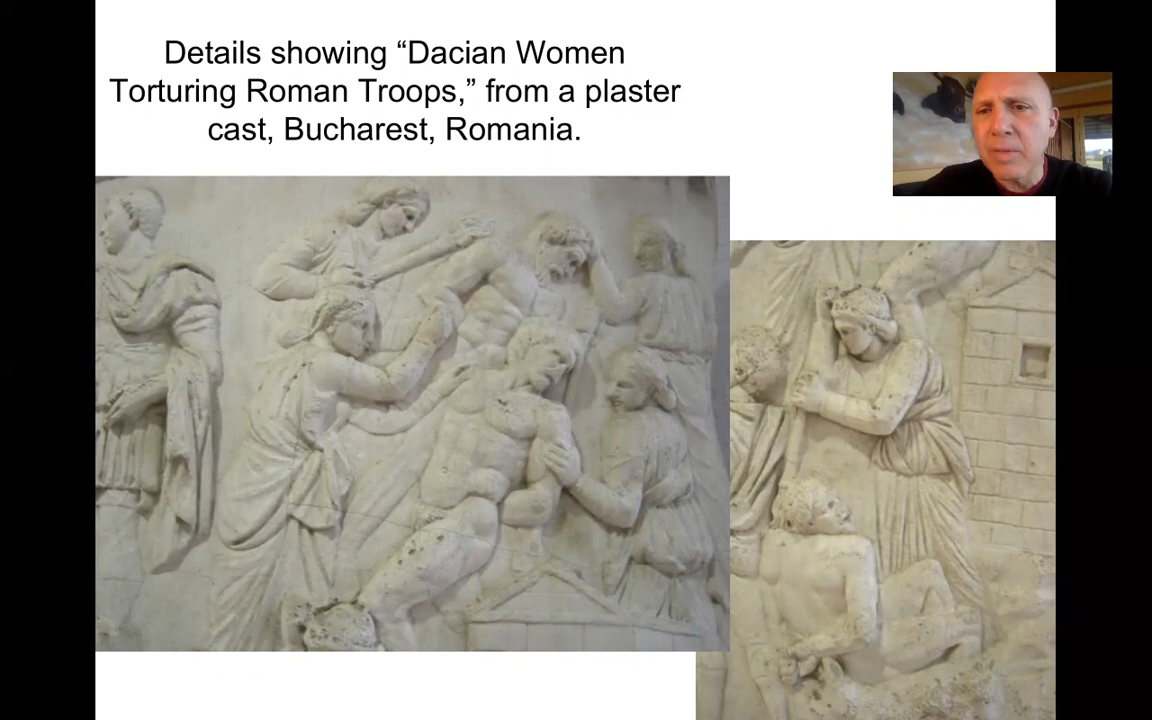 Details showing “Dacian Women
Torturing Roman Troops,” from a plaster
cast, Bucharest, Romania.